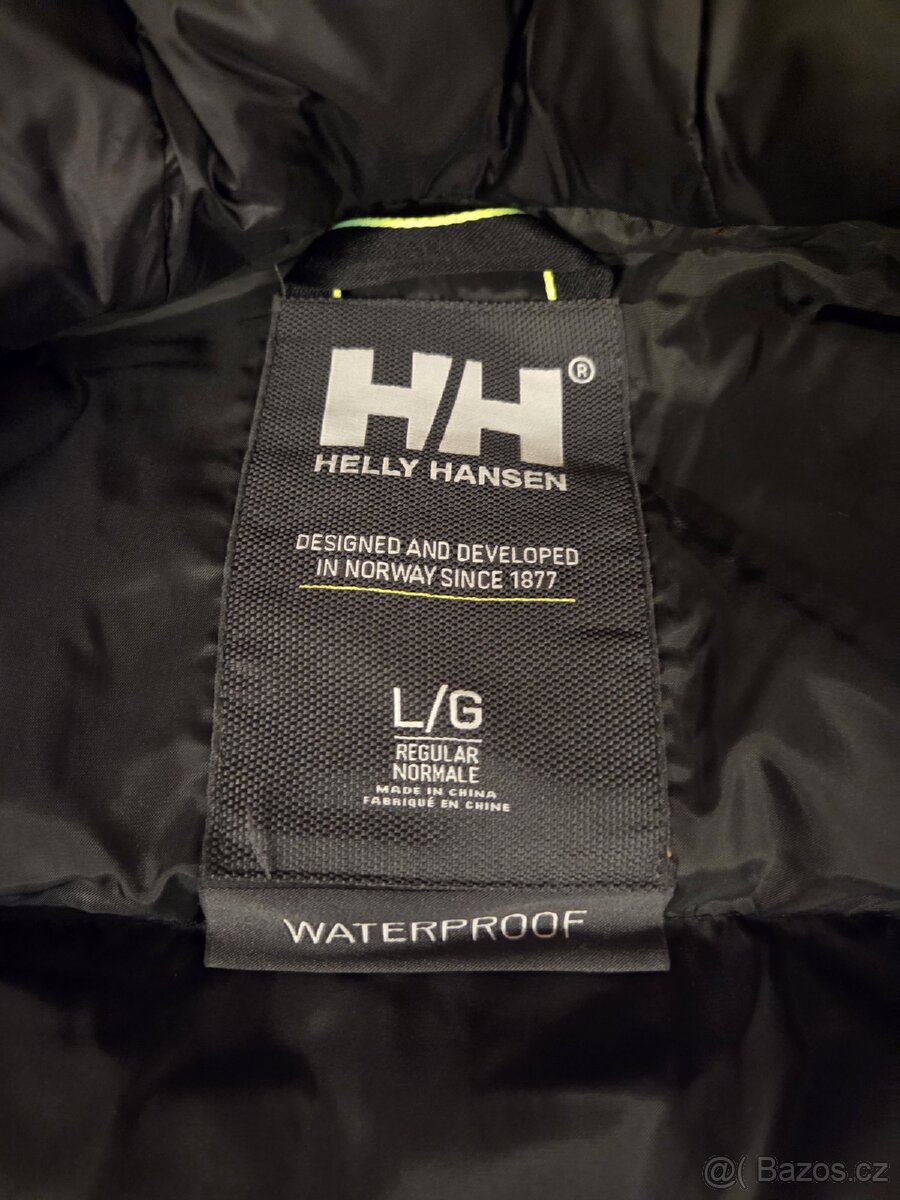 HH®
HELLY HANSEN
DESIGNED AND DEVELOPED
IN NORWAY SINCE 1877
L/G
REGULAR
NORMALE
MADE IN CHINA
FABRIQUÉ EN CHINE
WATERPROOF
@( Bazos.cz